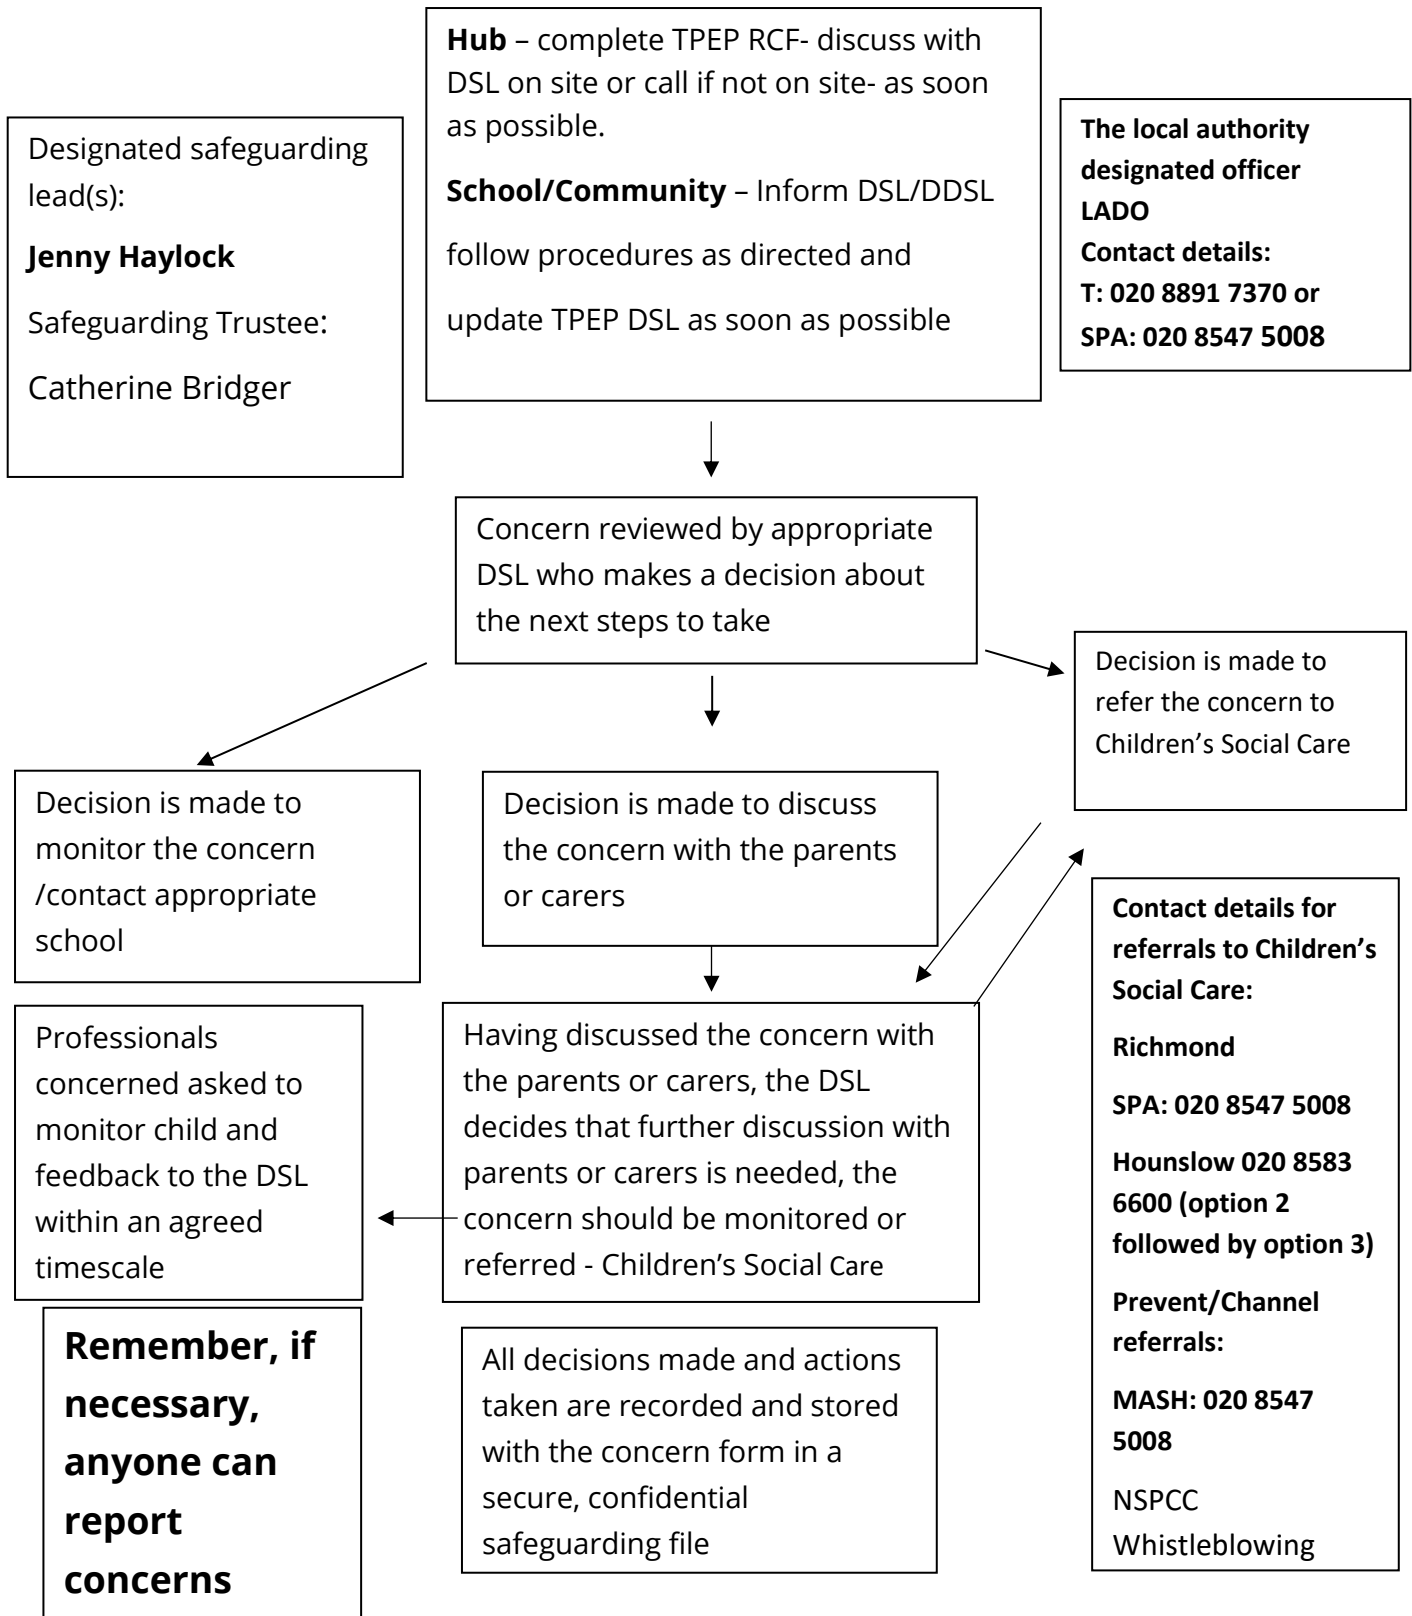 Hub – complete TPEP RCF- discuss with
DSL on site or call if not on site- as soon
as possible.
School/Community – Inform DSL/DDSL
follow procedures as directed and
update TPEP DSL as soon as possible
Designated safeguarding
lead(s):
Jenny Haylock
Safeguarding Trustee:
Catherine Bridger
The local authority
designated officer
LADO
Contact details:
T: 020 8891 7370 or
SPA: 020 8547 5008
Concern reviewed by appropriate
DSL who makes a decision about
the next steps to take
Decision is made to
refer the concern to
Children’s Social Care
Decision is made to
monitor the concern
/contact appropriate
school
Decision is made to discuss
the concern with the parents
or carers
Contact details for
referrals to Children’s
Social Care:
Richmond
SPA: 020 8547 5008
Hounslow 020 8583
6600 (option 2
followed by option 3)
Prevent/Channel
referrals:
MASH: 020 8547
5008
NSPCC
Whistleblowing
Professionals
concerned asked to
monitor child and
feedback to the DSL
within an agreed
timescale
Having discussed the concern with
the parents or carers, the DSL
decides that further discussion with
parents or carers is needed, the
concern should be monitored or
referred - Children’s Social Care
Remember, if
necessary,
anyone can
report
concerns
All decisions made and actions
taken are recorded and stored
with the concern form in a
secure, confidential
safeguarding file